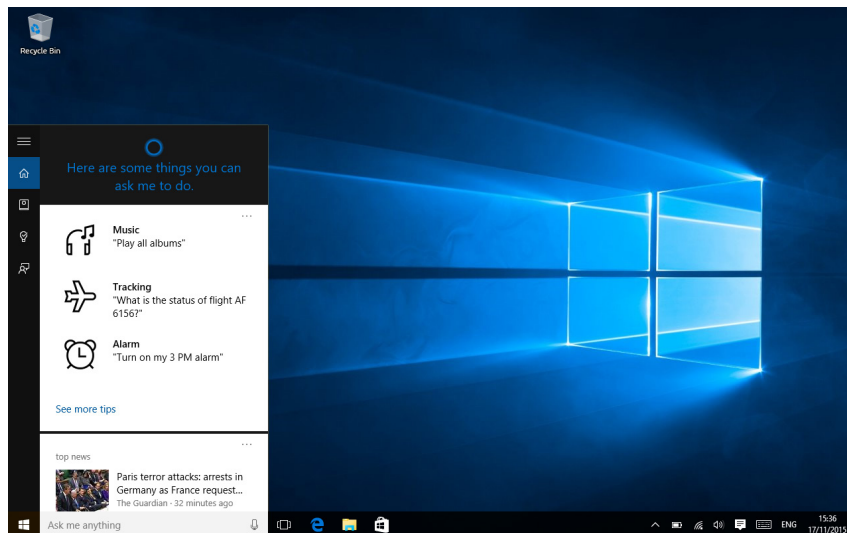 Recycle Bin
Here are some things you can
ask me to do.
...
Music
"Play all albums"
Tracking
"What is the status of flight AF
6156?"
Alarm
"Turn on my 3 PM alarm"
See more tips
...
top news
Paris terror attacks: arrests in
Germany as France request...
The Guardian - 32 minutes ago
Ask me anything
ENG
15:36
17/11/2015